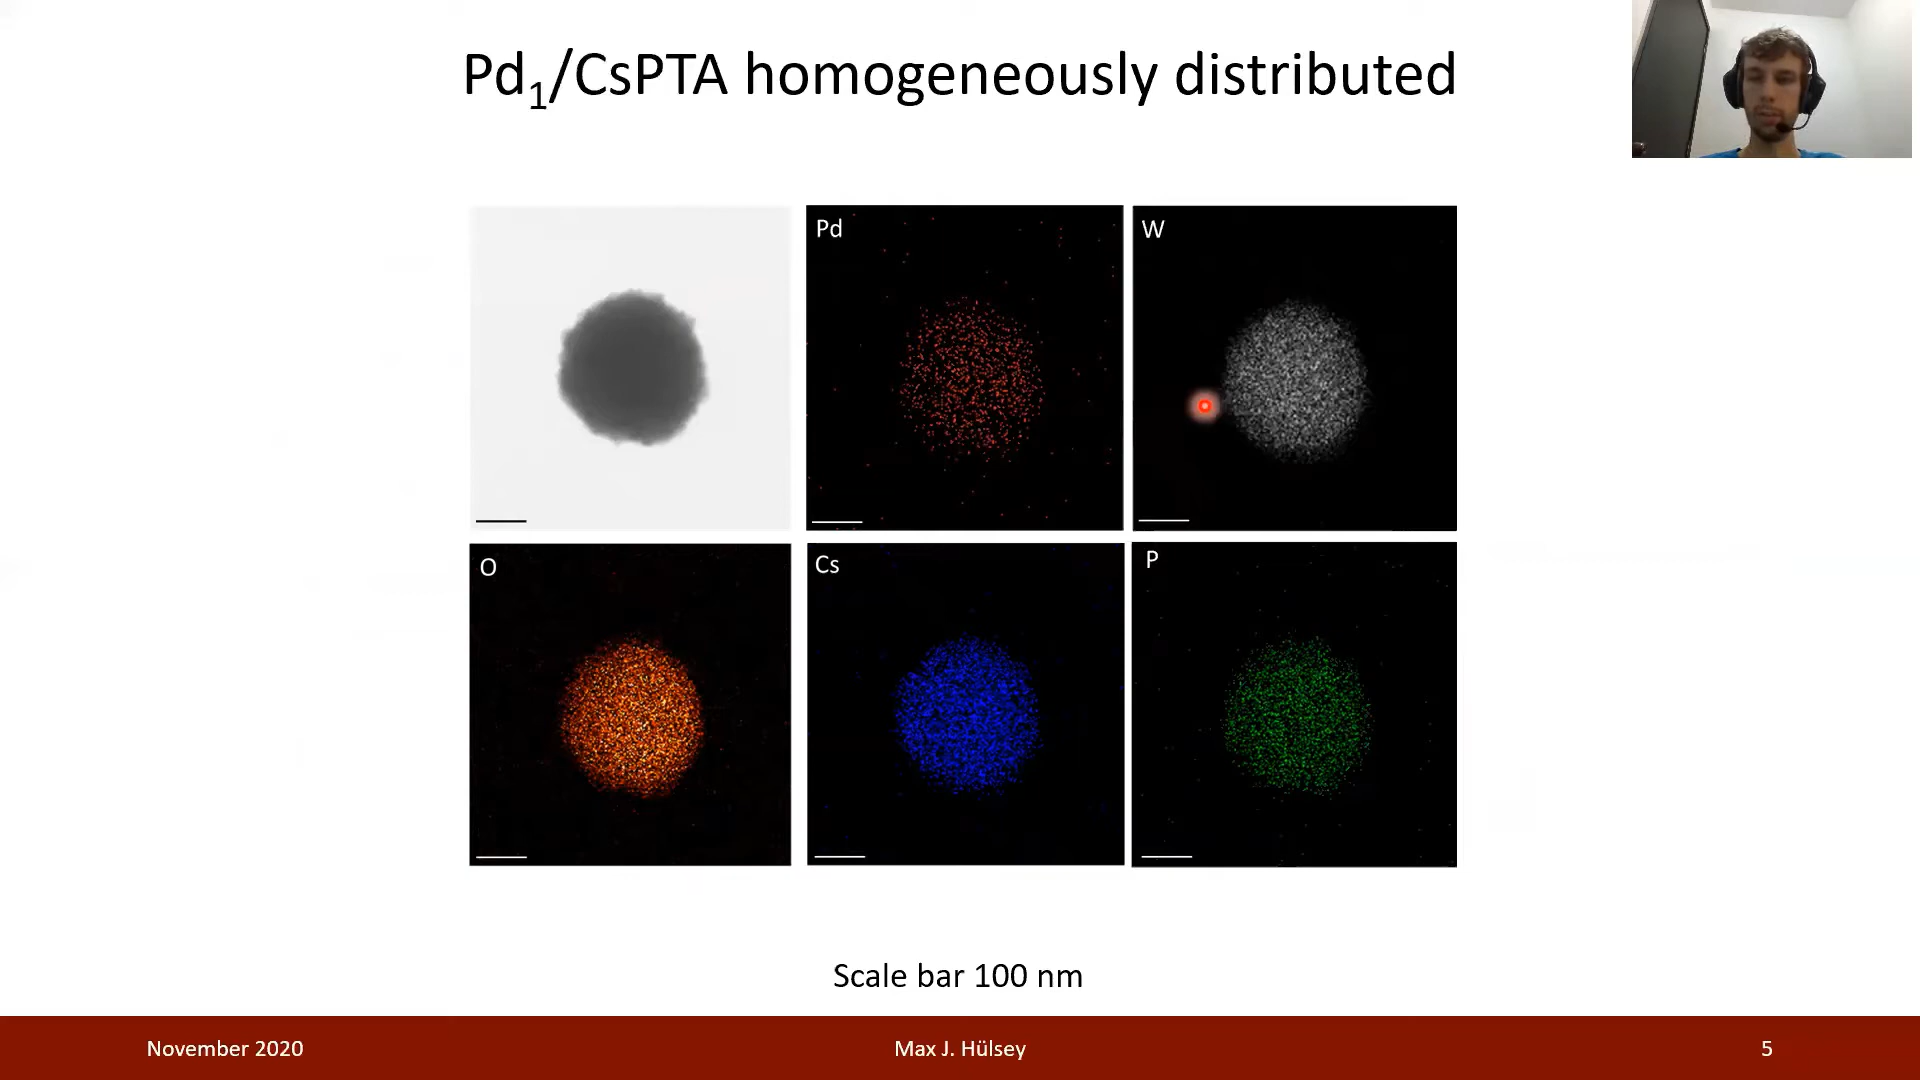 Pd₁/CsPTA homogeneously distributed
Pd
W
O
Cs
P
Scale bar 100 nm
November 2020
Max J. Hülsey
5